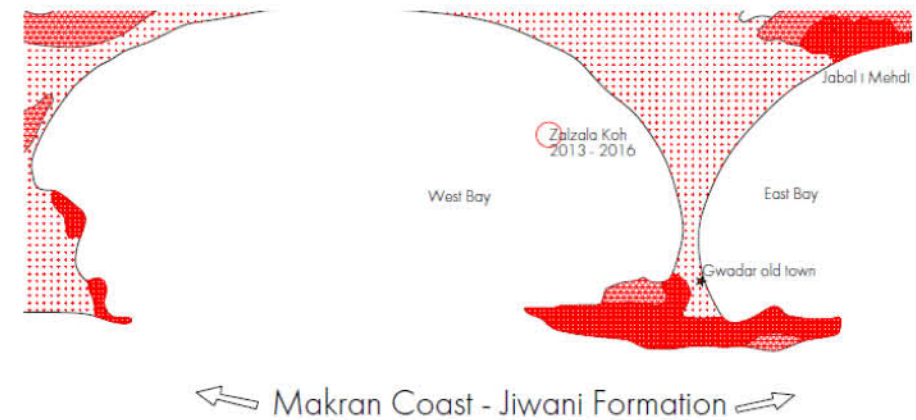 Jabal i Mehdi
Zalzala Koh
2013 - 2016
West Bay
East Bay
Gwadar old town
Makran Coast - Jiwani Formation